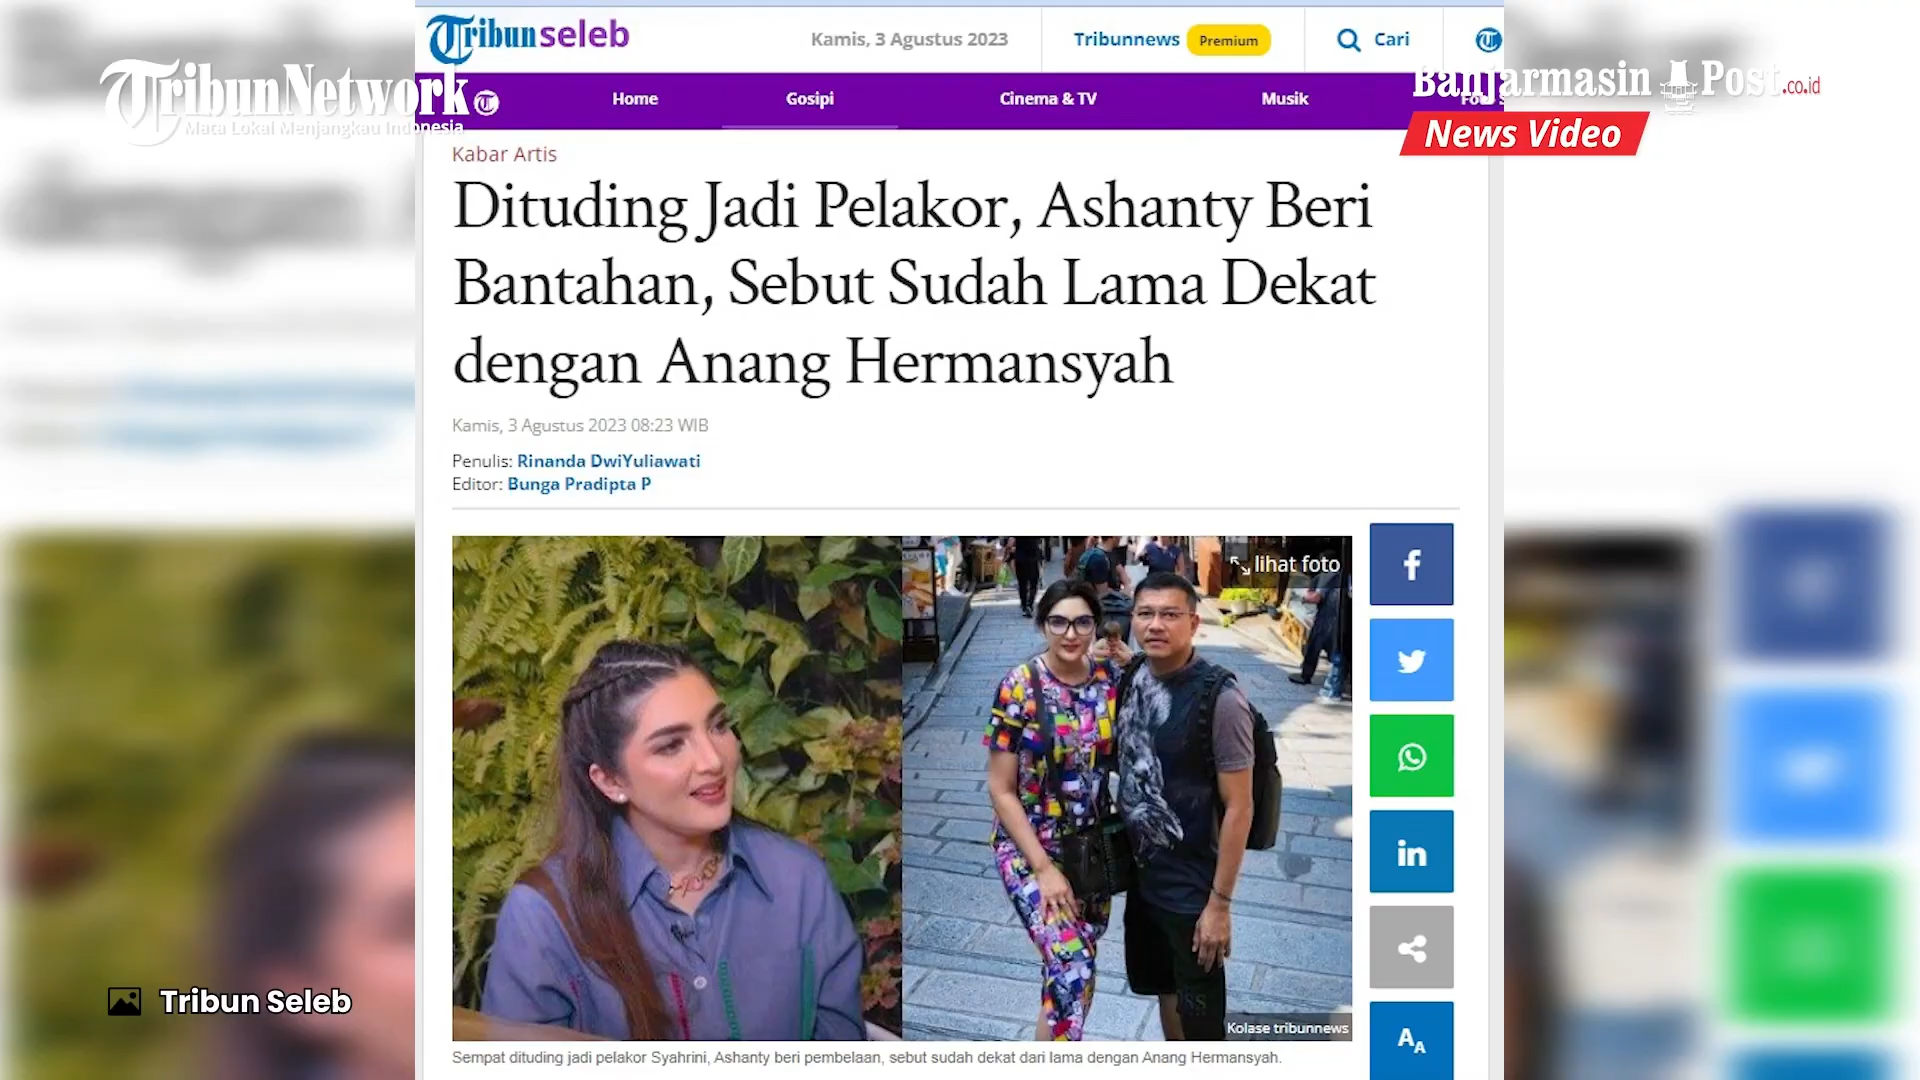 Tribunseleb
Kamis, 3 Agustus 2023
Tribunnews Premium
Cari
TribunNetwork
Mata Lokal Menjangkau Indonesia
Banjarmasin Post.co.id
News Video
Home
Gosipi
Cinema & TV
Musik
Kabar Artis
Dituding Jadi Pelakor, Ashanty Beri
Bantahan, Sebut Sudah Lama Dekat
dengan Anang Hermansyah
Kamis, 3 Agustus 2023 08:23 WIB
Penulis: Rinanda DwiYuliawati
Editor: Bunga Pradipta P
lihat foto
Kolase tribunnews
Sempat dituding jadi pelakor Syahrini, Ashanty beri pembelaan, sebut sudah dekat dari lama dengan Anang Hermansyah.
Tribun Seleb
AA